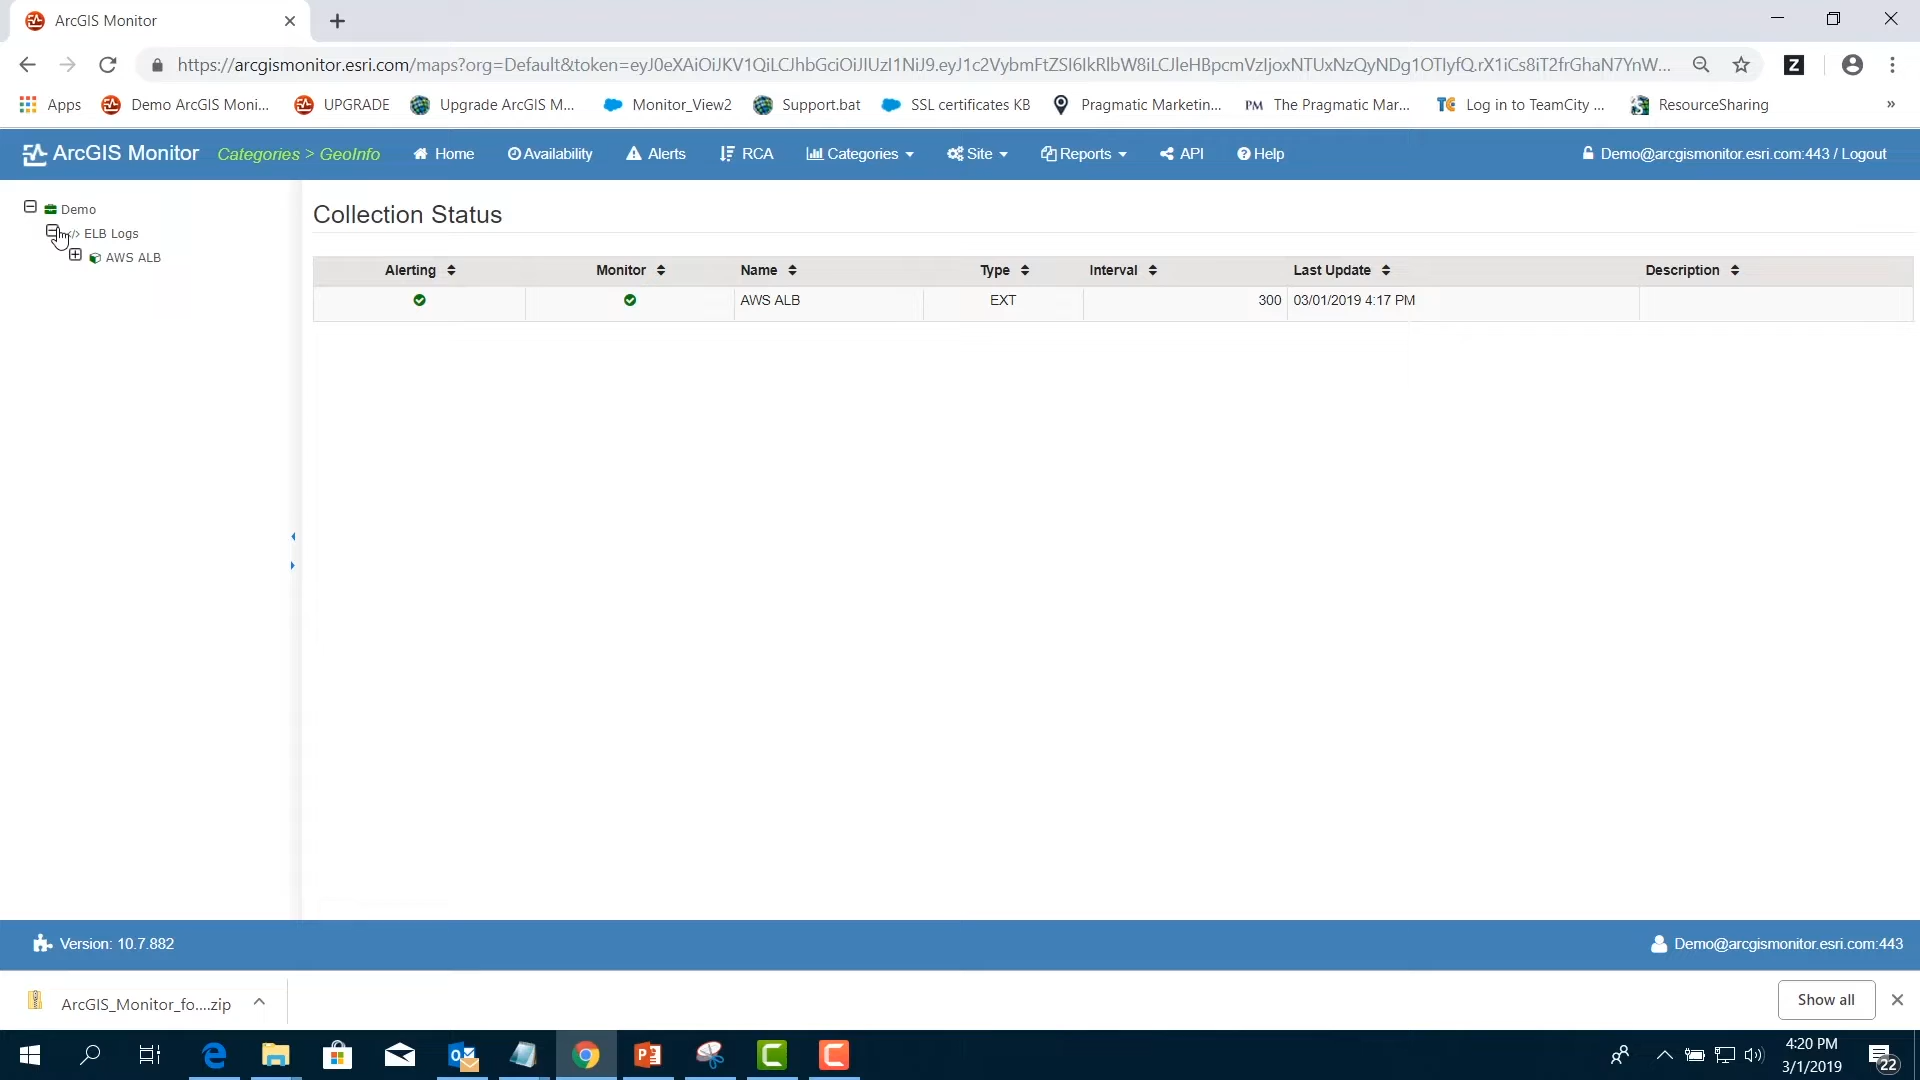 ArcGIS Monitor
https://arcgismonitor.esri.com/maps?org=Default&token=eyJ0eXAiOiJKV1QiLCJhbGciOiJIUzI1NiJ9.eyJ1c2VybmFtZSI6IkRlbW8iLCJleHBpcmVzIjoxNTUxNzQyNDg1OTIyfQ.rX1iCs8iT2frGhaN7YnW...
Apps Demo ArcGIS Moni... UPGRADE Upgrade ArcGIS M... Monitor_View2 Support.bat SSL certificates KB Pragmatic Marketin... PM The Pragmatic Mar... TC Log in to TeamCity ... ResourceSharing »
ArcGIS Monitor Categories > GeoInfo Home Availability Alerts RCA Categories Site Reports API Help Demo@arcgismonitor.esri.com:443 / Logout
Demo
ELB Logs
AWS ALB
Collection Status
Alerting Monitor Name Type Interval Last Update Description
AWS ALB EXT 300 03/01/2019 4:17 PM
Version: 10.7.882 Demo@arcgismonitor.esri.com:443
ArcGIS_Monitor_fo....zip Show all
4:20 PM
3/1/2019
22